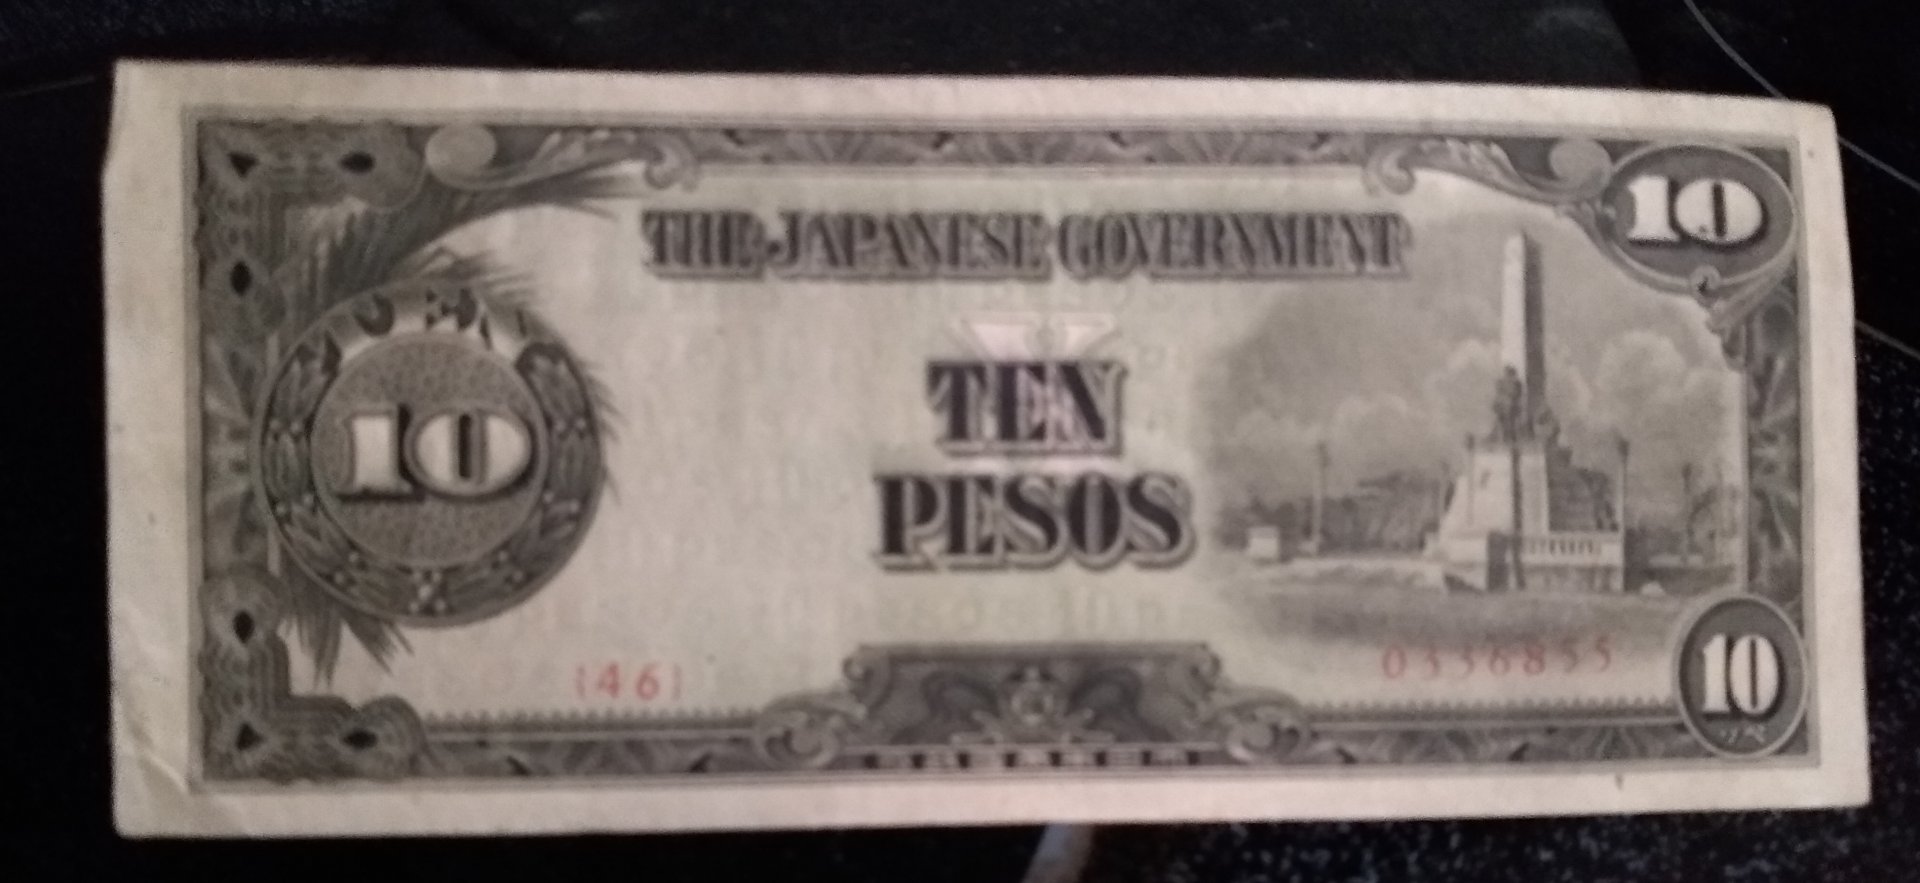 10
THE JAPANESE GOVERNMENT
10
TEN
PESOS
{46}
0336855
10